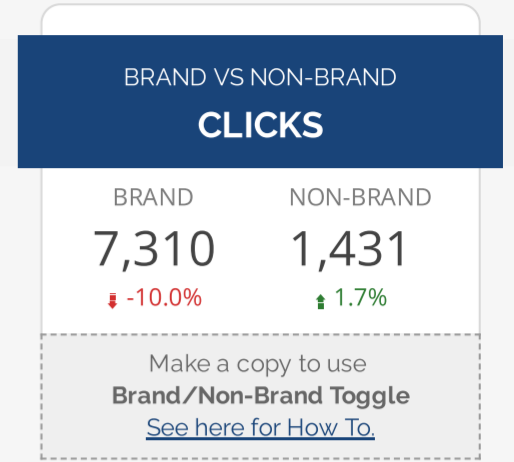 BRAND VS NON-BRAND
CLICKS
BRAND NON-BRAND
7,310 1,431
-10.0% 1.7%
Make a copy to use
Brand/Non-Brand Toggle
See here for How To.